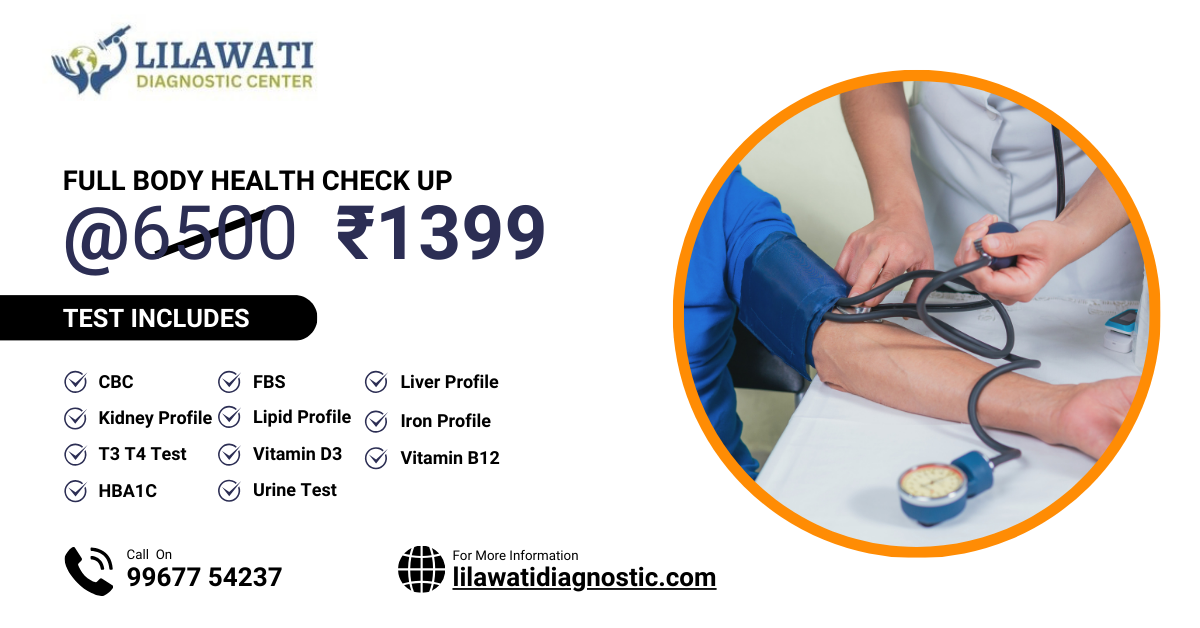 LILAWATI
DIAGNOSTIC CENTER
FULL BODY HEALTH CHECK UP
@6500 ₹1399
TEST INCLUDES
CBC FBS Liver Profile
Kidney Profile Lipid Profile Iron Profile
T3 T4 Test Vitamin D3 Vitamin B12
HBA1C Urine Test
Call On
99677 54237
For More Information
lilawatidiagnostic.com